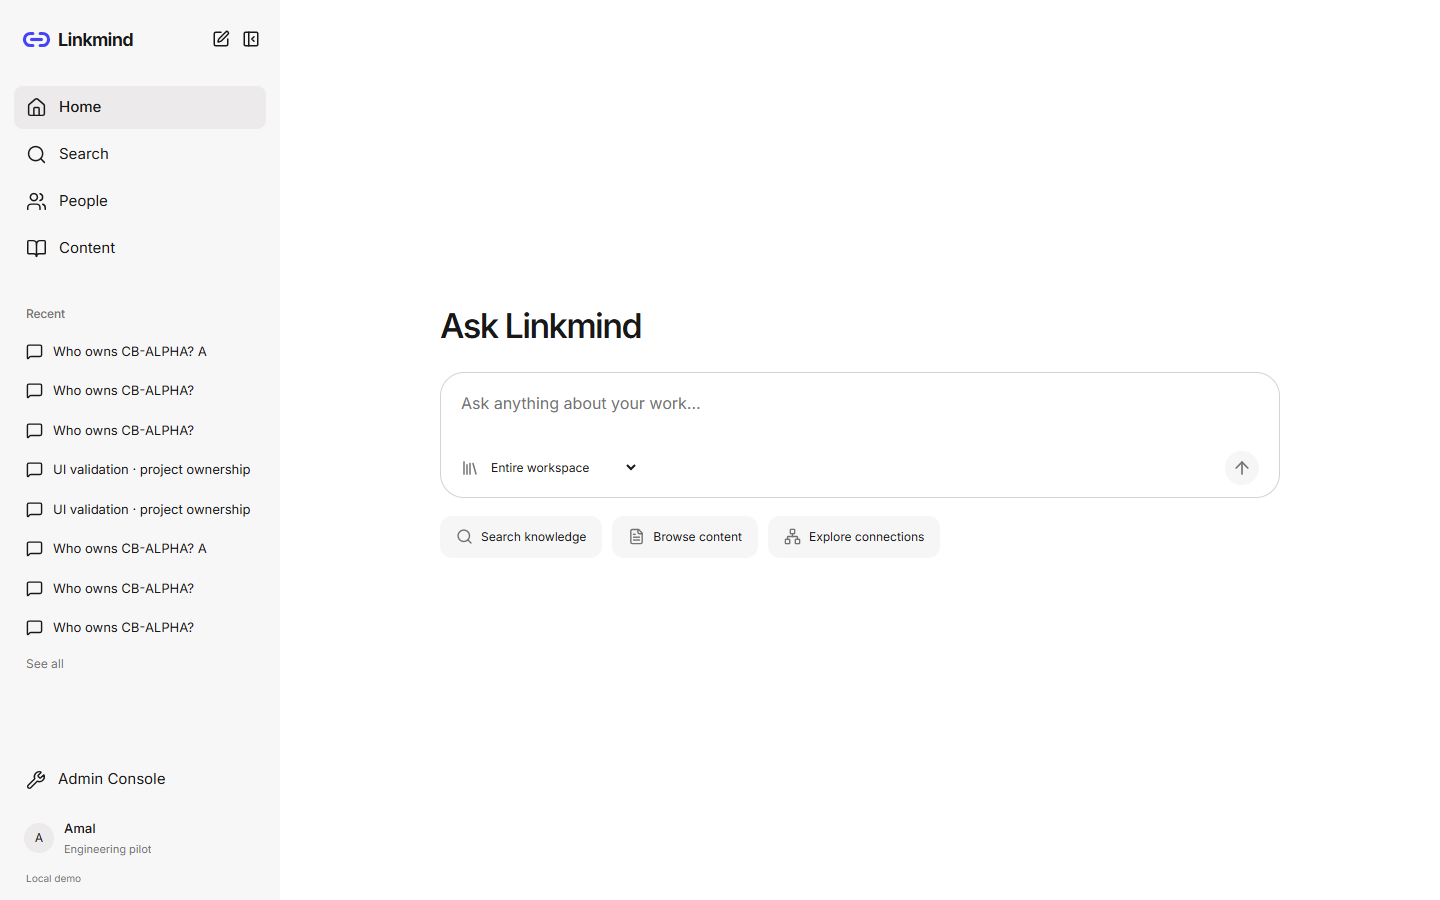 Linkmind
Home
Search
People
Content
Recent
Who owns CB-ALPHA? A
Who owns CB-ALPHA?
Who owns CB-ALPHA?
UI validation · project ownership
UI validation · project ownership
Who owns CB-ALPHA? A
Who owns CB-ALPHA?
Who owns CB-ALPHA?
See all
Admin Console
A
Amal
Engineering pilot
Local demo
Ask Linkmind
Ask anything about your work...
Entire workspace
Search knowledge
Browse content
Explore connections